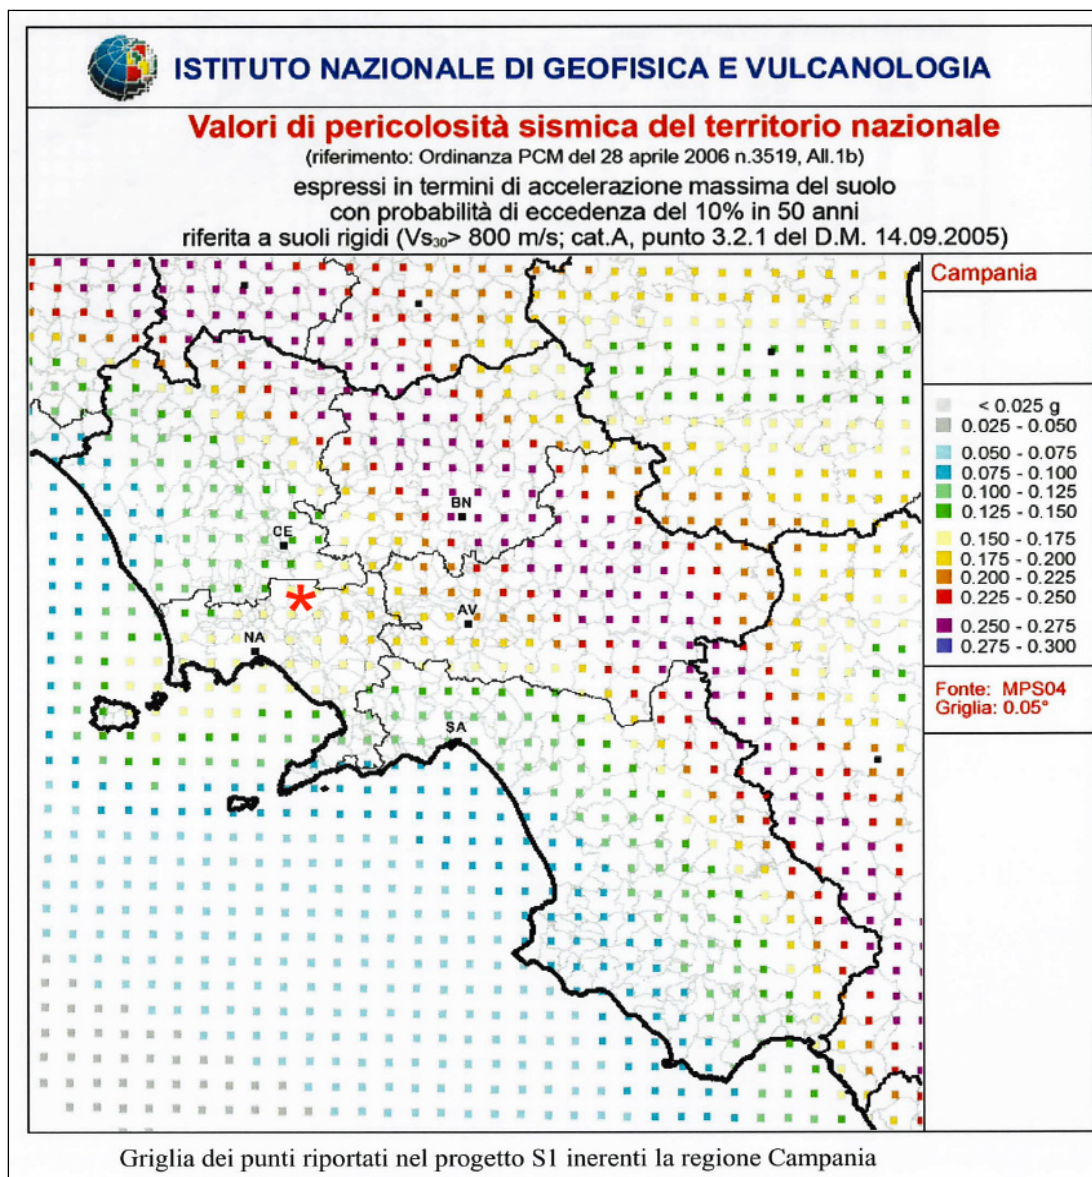 ISTITUTO NAZIONALE DI GEOFISICA E VULCANOLOGIA
Valori di pericolosità sismica del territorio nazionale
(riferimento: Ordinanza PCM del 28 aprile 2006 n.3519, All.1b)
espressi in termini di accelerazione massima del suolo
con probabilità di eccedenza del 10% in 50 anni
riferita a suoli rigidi (Vs₃₀> 800 m/s; cat.A, punto 3.2.1 del D.M. 14.09.2005)
Campania
< 0.025 g
0.025 - 0.050
0.050 - 0.075
0.075 - 0.100
0.100 - 0.125
0.125 - 0.150
0.150 - 0.175
0.175 - 0.200
0.200 - 0.225
0.225 - 0.250
0.250 - 0.275
0.275 - 0.300
Fonte: MPS04
Griglia: 0.05°
BN
CE
*
AV
NA
SA
Griglia dei punti riportati nel progetto S1 inerenti la regione Campania